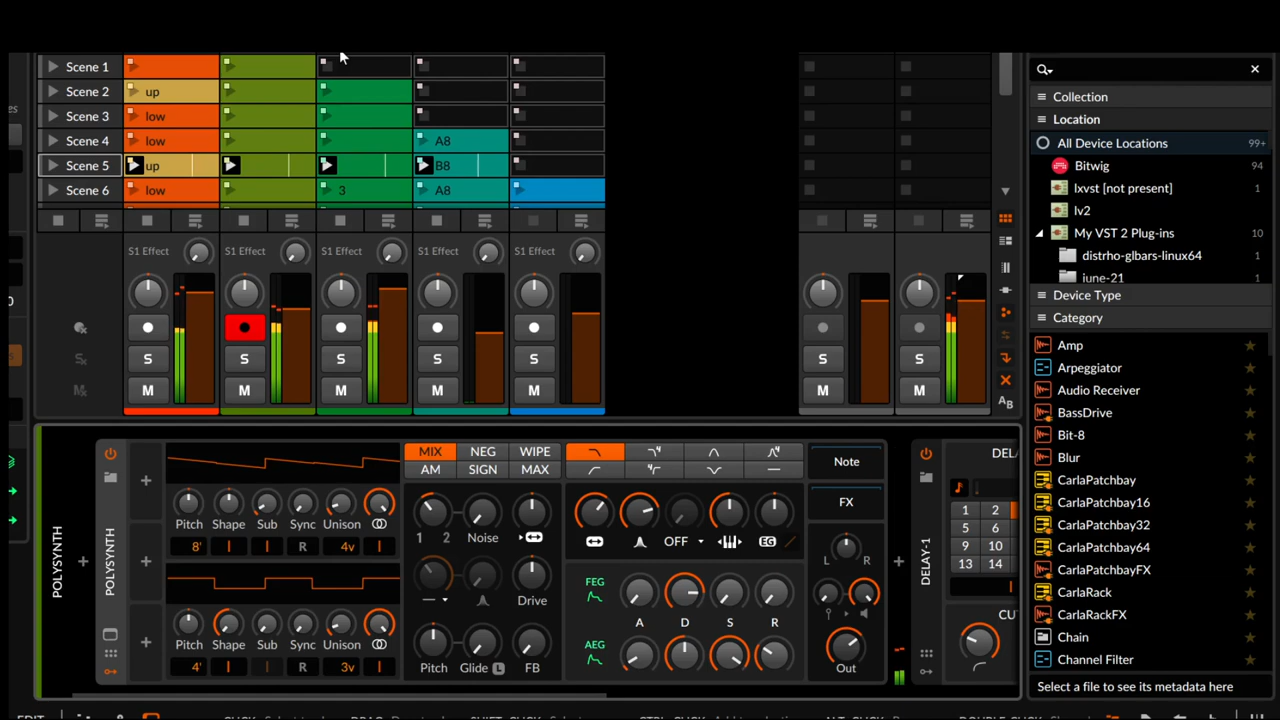 Scene 1
Scene 2 up
Scene 3 low
Scene 4 low A8
Scene 5 up B8
Scene 6 low 3 A8
S1 Effect S1 Effect S1 Effect S1 Effect S1 Effect
S S S S S S S
M M M M M M M
A B
Collection
Location
All Device Locations 99+
Bitwig 94
lxvst [not present] 1
lv2 1
My VST 2 Plug-ins 10
distrho-glbars-linux64 1
june-21 1
Device Type
Category
Amp
Arpeggiator
Audio Receiver
BassDrive
Bit-8
Blur
CarlaPatchbay
CarlaPatchbay16
CarlaPatchbay32
CarlaPatchbay64
CarlaPatchbayFX
CarlaRack
CarlaRackFX
Chain
Channel Filter
Select a file to see its metadata here
POLYSYNTH
POLYSYNTH
Pitch Shape Sub Sync Unison
8' R 4v
Pitch Shape Sub Sync Unison
4' R 3v
MIX NEG WIPE
AM SIGN MAX
1 2 Noise
Drive
Pitch Glide L FB
OFF EG
FEG
A D S R
AEG
Note
FX
L R
Out
DELAY-1
1 2
5 6
9 10
13 14